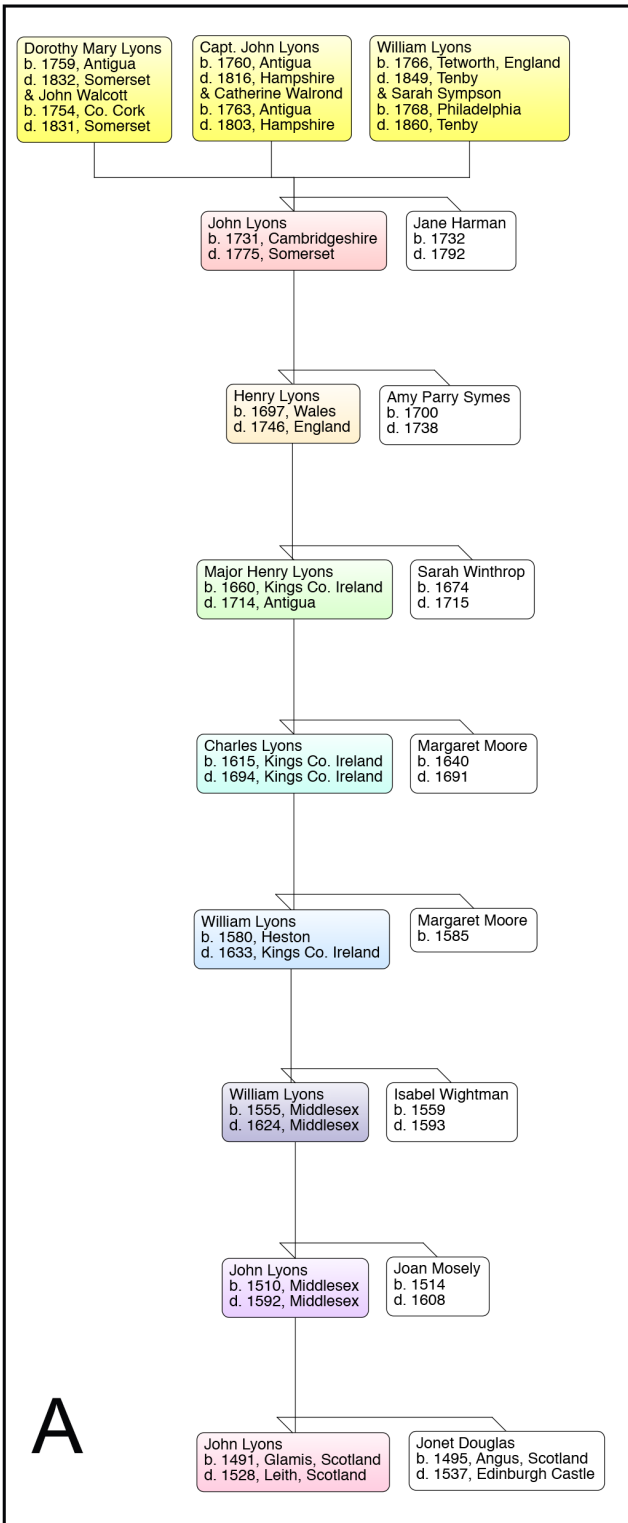 Dorothy Mary Lyons
b. 1759, Antigua
d. 1832, Somerset
& John Walcott
b. 1754, Co. Cork
d. 1831, Somerset
Capt. John Lyons
b. 1760, Antigua
d. 1816, Hampshire
& Catherine Walrond
b. 1763, Antigua
d. 1803, Hampshire
William Lyons
b. 1766, Tetworth, England
d. 1849, Tenby
& Sarah Sympson
b. 1768, Philadelphia
d. 1860, Tenby
John Lyons
b. 1731, Cambridgeshire
d. 1775, Somerset
Jane Harman
b. 1732
d. 1792
Henry Lyons
b. 1697, Wales
d. 1746, England
Amy Parry Symes
b. 1700
d. 1738
Major Henry Lyons
b. 1660, Kings Co. Ireland
d. 1714, Antigua
Sarah Winthrop
b. 1674
d. 1715
Charles Lyons
b. 1615, Kings Co. Ireland
d. 1694, Kings Co. Ireland
Margaret Moore
b. 1640
d. 1691
William Lyons
b. 1580, Heston
d. 1633, Kings Co. Ireland
Margaret Moore
b. 1585
William Lyons
b. 1555, Middlesex
d. 1624, Middlesex
Isabel Wightman
b. 1559
d. 1593
John Lyons
b. 1510, Middlesex
d. 1592, Middlesex
Joan Mosely
b. 1514
d. 1608
A
John Lyons
b. 1491, Glamis, Scotland
d. 1528, Leith, Scotland
Jonet Douglas
b. 1495, Angus, Scotland
d. 1537, Edinburgh Castle